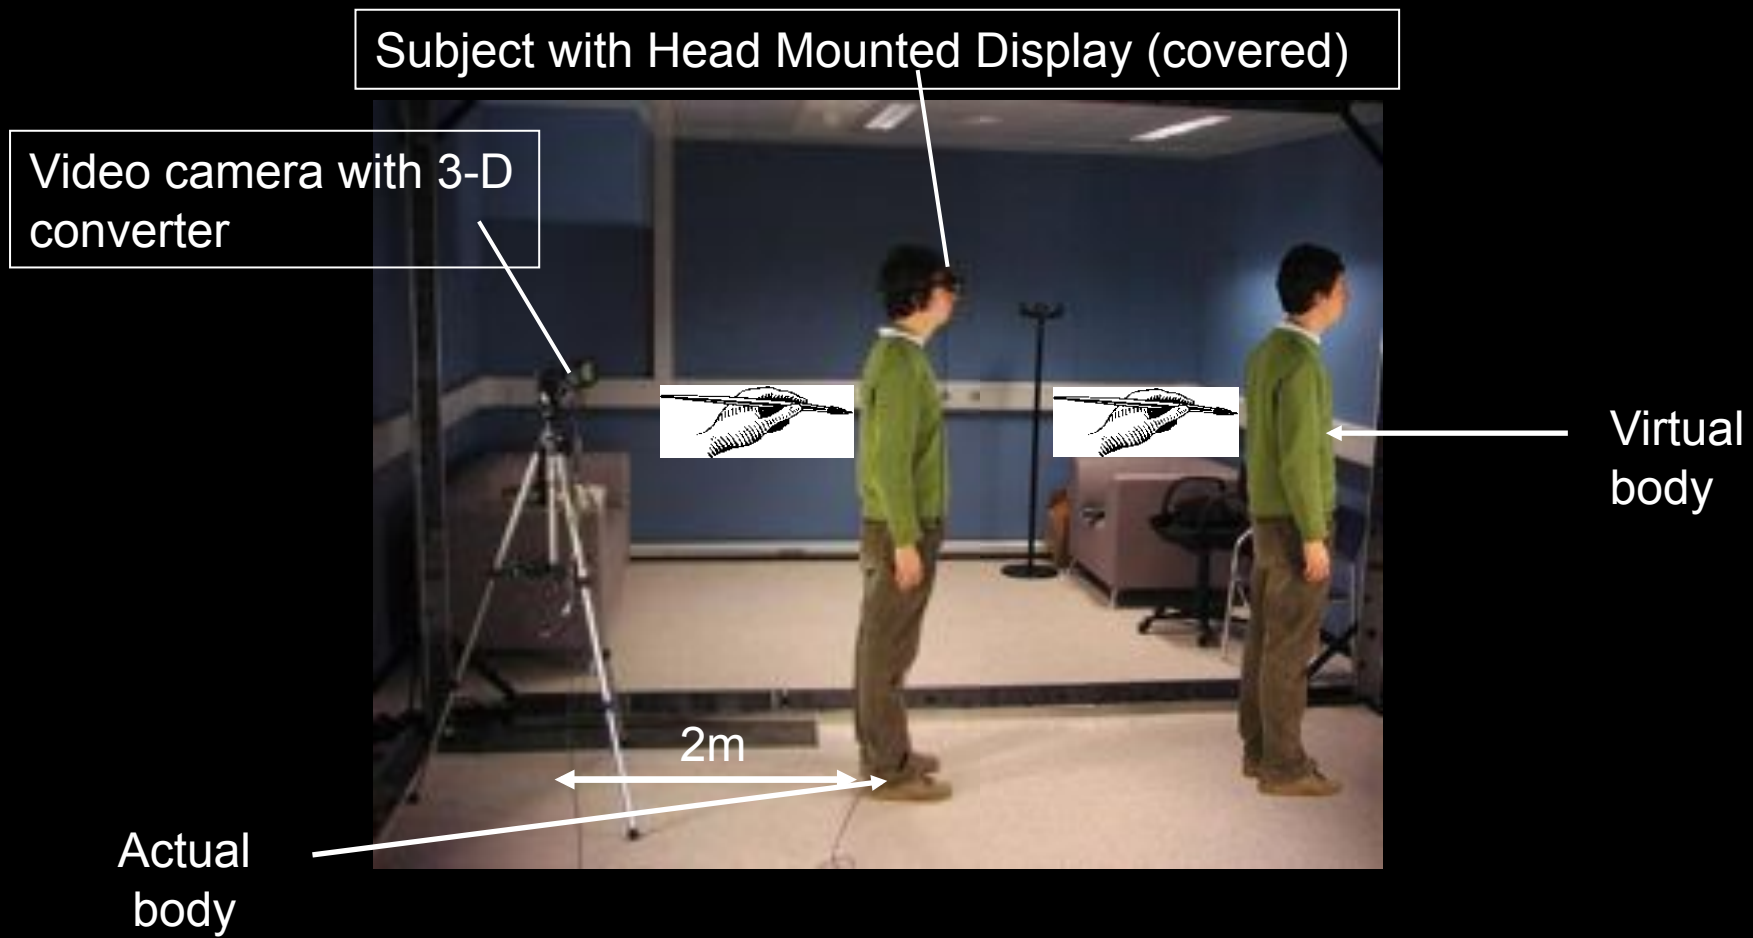 Subject with Head Mounted Display (covered)
Video camera with 3-D
converter
Virtual
body
2m
Actual
body